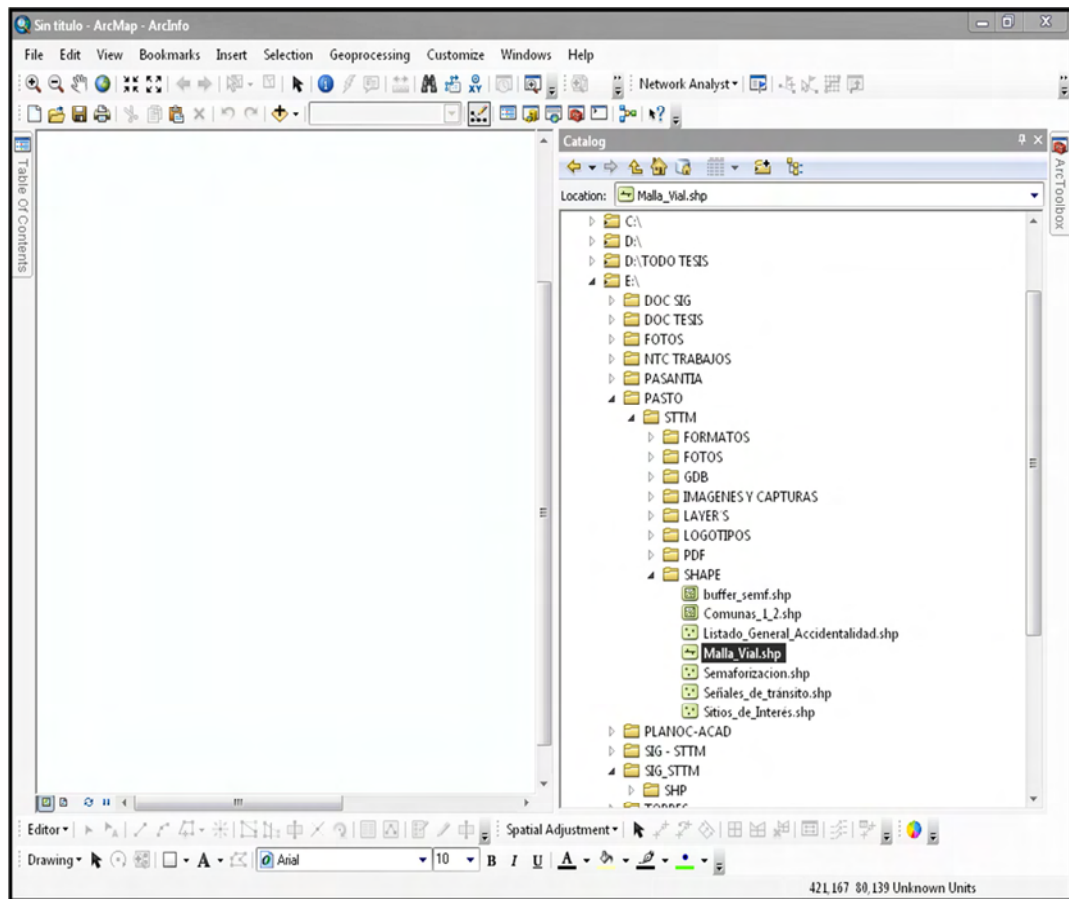 Sin titulo - ArcMap - ArcInfo
File Edit View Bookmarks Insert Selection Geoprocessing Customize Windows Help
Network Analyst
Table Of Contents
Catalog
ArcToolbox
Location: Malla_Vial.shp
C:\
D:\
D:\TODO TESIS
E:\
DOC SIG
DOC TESIS
FOTOS
NTC TRABAJOS
PASANTIA
PASTO
STTM
FORMATOS
FOTOS
GDB
IMAGENES Y CAPTURAS
LAYER´S
LOGOTIPOS
PDF
SHAPE
buffer_semf.shp
Comunas_1_2.shp
Listado_General_Accidentalidad.shp
Malla_Vial.shp
Semaforizacion.shp
Señales_de_tránsito.shp
Sitios_de_Interés.shp
PLANOC-ACAD
SIG - STTM
SIG_STTM
SHP
TORRES
Editor
Spatial Adjustment
Drawing A Arial 10 B I U A
421,167 80,139 Unknown Units